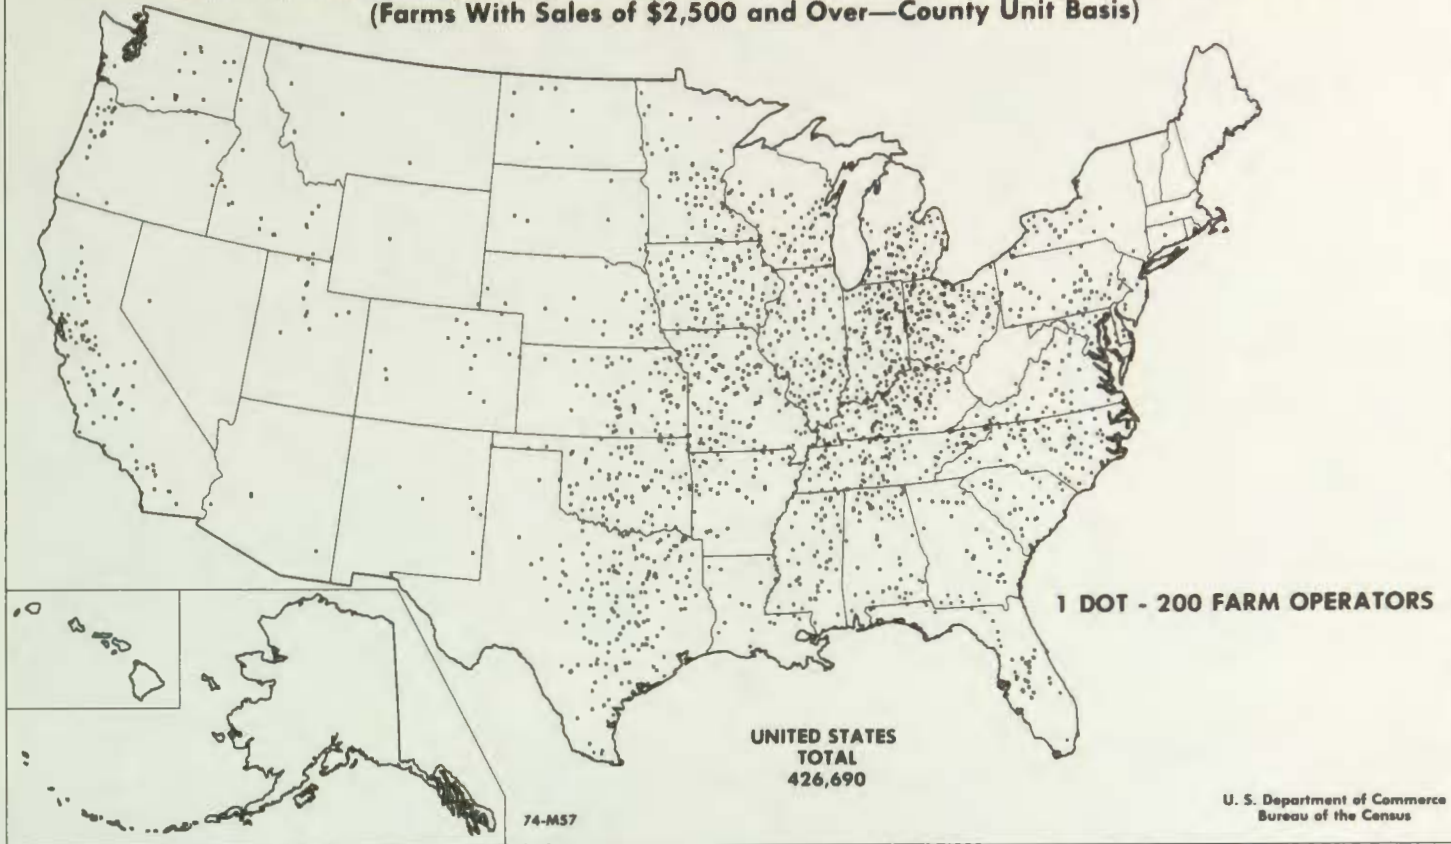 (Farms With Sales of $2,500 and Over—County Unit Basis)
1 DOT - 200 FARM OPERATORS
UNITED STATES
TOTAL
426,690
74-M57
U. S. Department of Commerce
Bureau of the Census